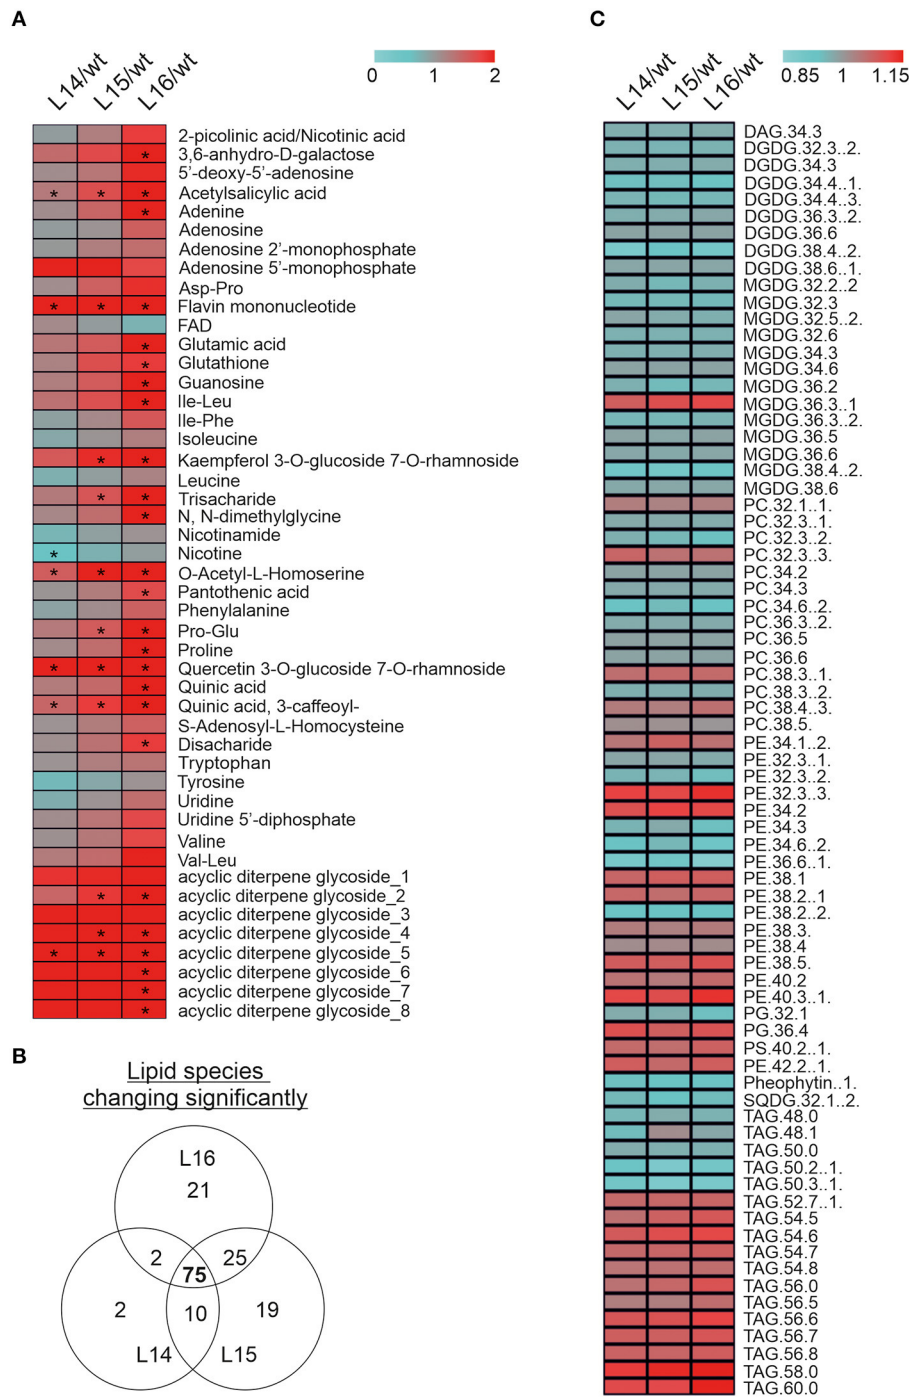 A
L14/wt
L15/wt
L16/wt
0 1 2
2-picolinic acid/Nicotinic acid
* 3,6-anhydro-D-galactose
5'-deoxy-5'-adenosine
* * * Acetylsalicylic acid
* Adenine
Adenosine
Adenosine 2'-monophosphate
Adenosine 5'-monophosphate
Asp-Pro
* * * Flavin mononucleotide
FAD
* Glutamic acid
* Glutathione
* Guanosine
* Ile-Leu
Ile-Phe
Isoleucine
* * Kaempferol 3-O-glucoside 7-O-rhamnoside
Leucine
* * Trisacharide
* N, N-dimethylglycine
Nicotinamide
* Nicotine
* * * O-Acetyl-L-Homoserine
* Pantothenic acid
Phenylalanine
* * Pro-Glu
* Proline
* * * Quercetin 3-O-glucoside 7-O-rhamnoside
* Quinic acid
* * * Quinic acid, 3-caffeoyl-
S-Adenosyl-L-Homocysteine
* Disacharide
Tryptophan
Tyrosine
Uridine
Uridine 5'-diphosphate
Valine
Val-Leu
acyclic diterpene glycoside_1
* * acyclic diterpene glycoside_2
acyclic diterpene glycoside_3
* * acyclic diterpene glycoside_4
* * * acyclic diterpene glycoside_5
* acyclic diterpene glycoside_6
* acyclic diterpene glycoside_7
* acyclic diterpene glycoside_8
B
Lipid species
changing significantly
L16
21
2 75 25
2 10 19
L14 L15
C
L14/wt
L15/wt
L16/wt
0.85 1 1.15
DAG.34.3
DGDG.32.3..2.
DGDG.34.3
DGDG.34.4..1.
DGDG.34.4..3.
DGDG.36.3..2.
DGDG.36.6
DGDG.38.4..2.
DGDG.38.6..1.
MGDG.32.2..2
MGDG.32.3
MGDG.32.5..2.
MGDG.32.6
MGDG.34.3
MGDG.34.6
MGDG.36.2
MGDG.36.3..1
MGDG.36.3..2.
MGDG.36.5
MGDG.36.6
MGDG.38.4..2.
MGDG.38.6
PC.32.1..1.
PC.32.3..1.
PC.32.3..2.
PC.32.3..3.
PC.34.2
PC.34.3
PC.34.6..2.
PC.36.3..2.
PC.36.5
PC.36.6
PC.38.3..1.
PC.38.3..2.
PC.38.4..3.
PC.38.5.
PE.34.1..2.
PE.32.3..1.
PE.32.3..2.
PE.32.3..3.
PE.34.2
PE.34.3
PE.34.6..2.
PE.36.6..1.
PE.38.1
PE.38.2..1
PE.38.2..2.
PE.38.3.
PE.38.4
PE.38.5.
PE.40.2
PE.40.3..1.
PG.32.1
PG.36.4
PS.40.2..1.
PE.42.2..1.
Pheophytin..1.
SQDG.32.1..2.
TAG.48.0
TAG.48.1
TAG.50.0
TAG.50.2..1.
TAG.50.3..1.
TAG.52.7..1.
TAG.54.5
TAG.54.6
TAG.54.7
TAG.54.8
TAG.56.0
TAG.56.5
TAG.56.6
TAG.56.7
TAG.56.8
TAG.58.0
TAG.60.0